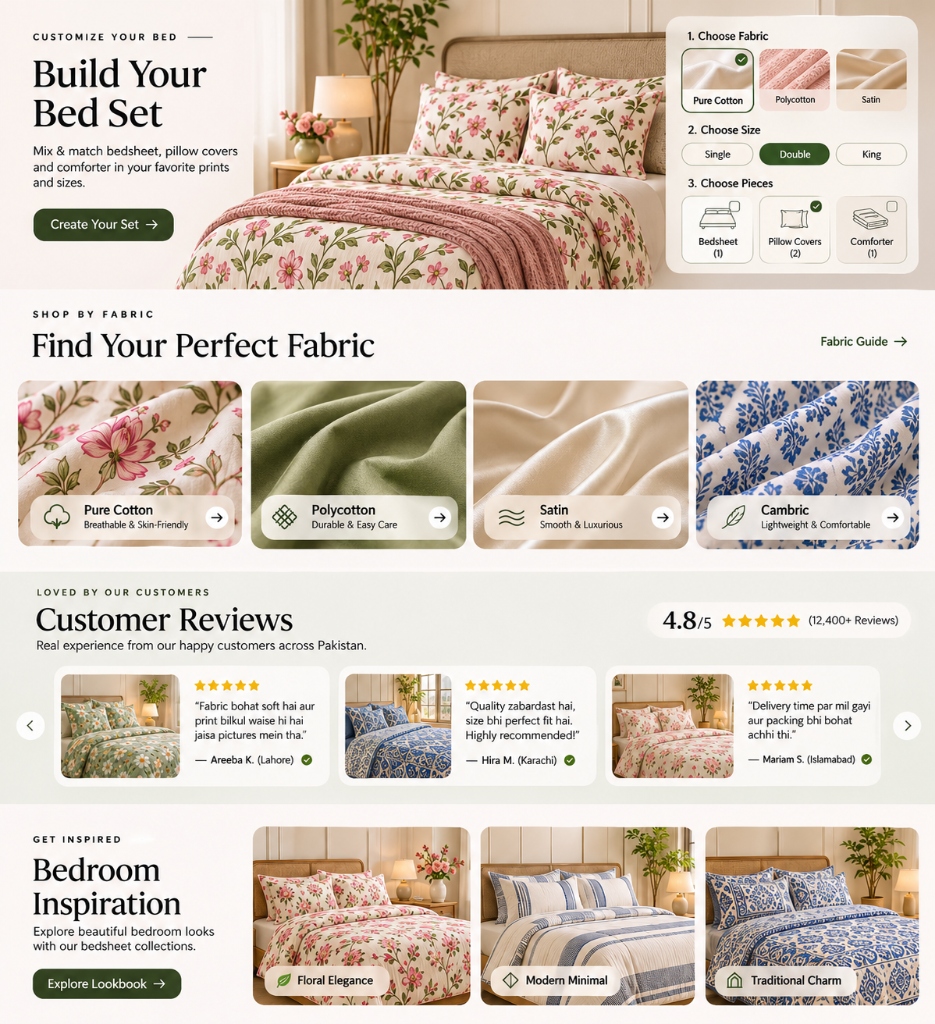 CUSTOMIZE YOUR BED
Build Your
Bed Set
Mix & match bedsheet, pillow covers
and comforter in your favorite prints
and sizes.
Create Your Set →
1. Choose Fabric
Pure Cotton
Polycotton
Satin
2. Choose Size
Single
Double
King
3. Choose Pieces
Bedsheet
(1)
Pillow Covers
(2)
Comforter
(1)
SHOP BY FABRIC
Find Your Perfect Fabric
Fabric Guide →
Pure Cotton
Breathable & Skin-Friendly
Polycotton
Durable & Easy Care
Satin
Smooth & Luxurious
Cambric
Lightweight & Comfortable
LOVED BY OUR CUSTOMERS
Customer Reviews
Real experience from our happy customers across Pakistan.
4.8/5 ★★★★★ (12,400+ Reviews)
★★★★★
“Fabric bohat soft hai aur
print bilkul waise hi hai
jaisa pictures mein tha.”
— Areeba K. (Lahore)
★★★★★
“Quality zabardast hai,
size bhi perfect fit hai.
Highly recommended!”
— Hira M. (Karachi)
★★★★★
“Delivery time par mil gayi
aur packing bhi bohat
achhi thi.”
— Mariam S. (Islamabad)
GET INSPIRED
Bedroom
Inspiration
Explore beautiful bedroom looks
with our bedsheet collections.
Explore Lookbook →
Floral Elegance
Modern Minimal
Traditional Charm